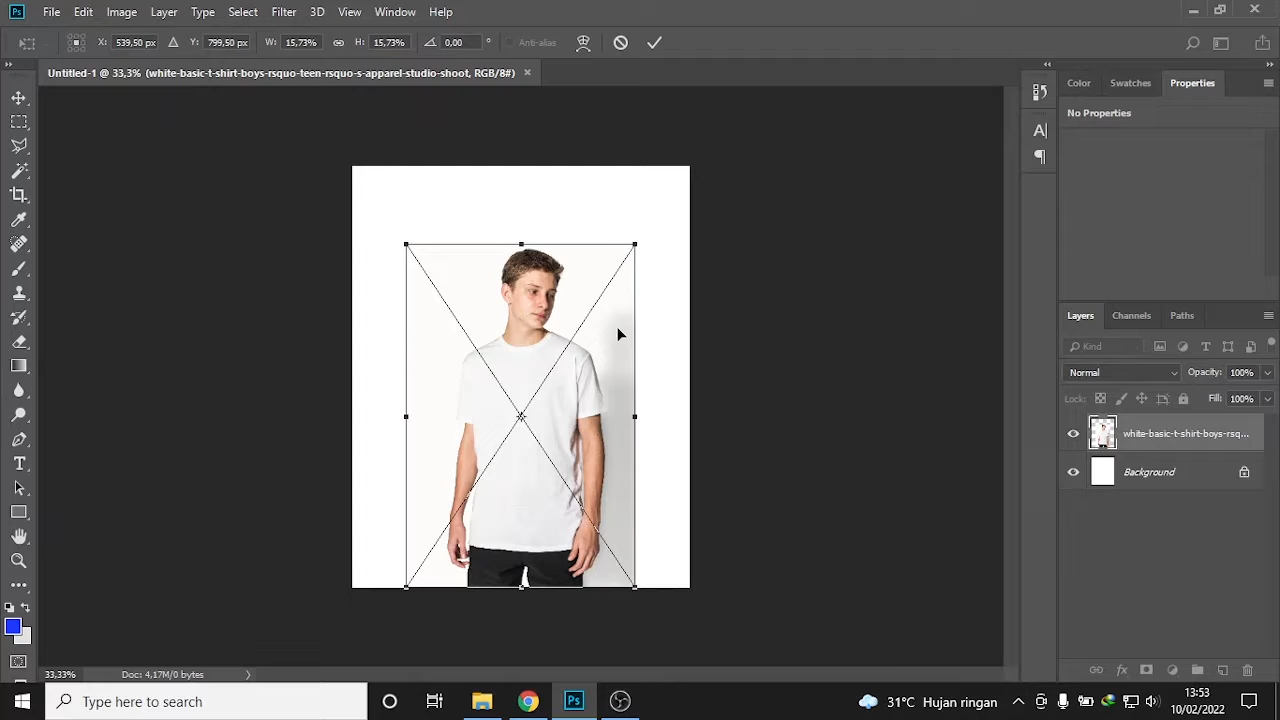 Ps File Edit Image Layer Type Select Filter 3D View Window Help
X: 539,50 px Y: 799,50 px W: 15,73% H: 15,73% 0,00 ° Anti-alias
Untitled-1 @ 33,3% (white-basic-t-shirt-boys-rsquo-teen-rsquo-s-apparel-studio-shoot, RGB/8#) ×
Color Swatches Properties
No Properties
Layers Channels Paths
Kind
Normal Opacity: 100%
Lock: Fill: 100%
white-basic-t-shirt-boys-rsq...
Background
33,33% Doc: 4,17M/0 bytes
Type here to search
Ps
31°C Hujan ringan
13:53
10/02/2022